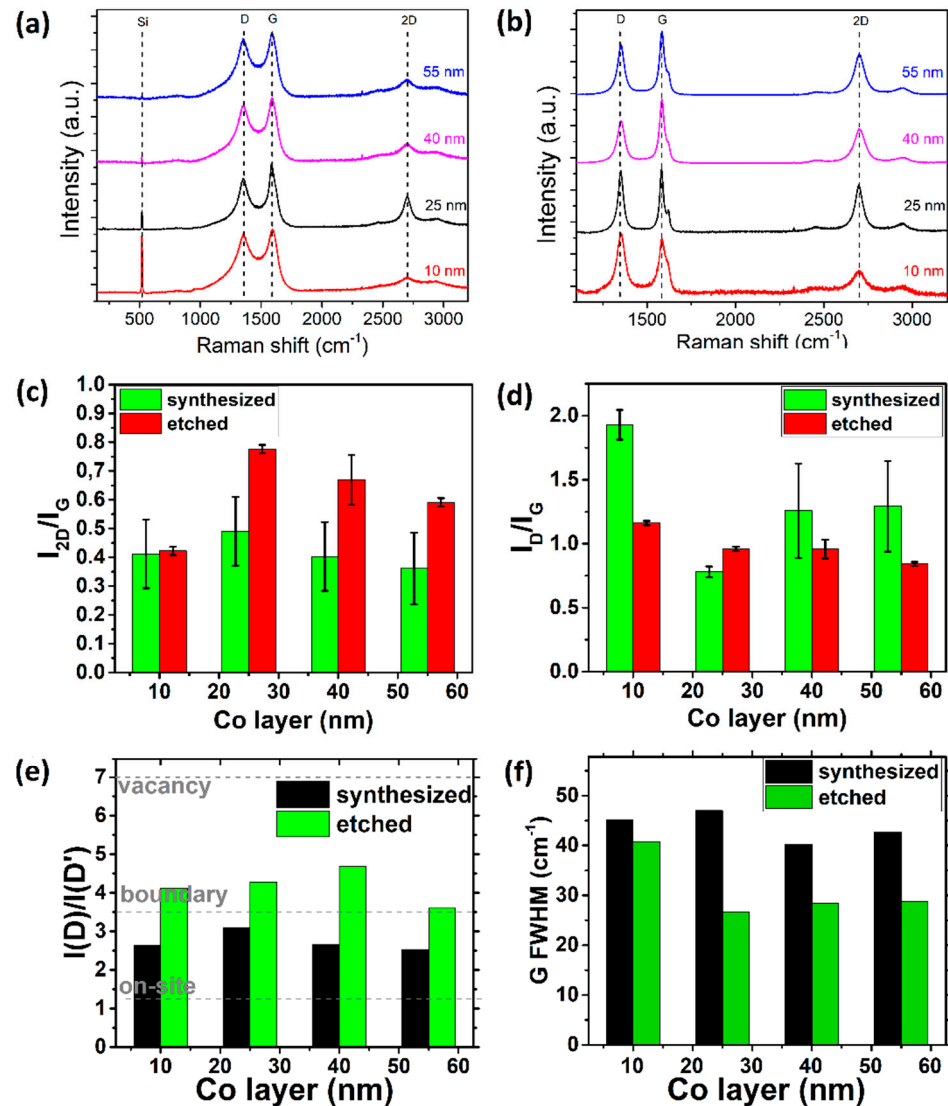 (a)
Si
D
G
2D
55 nm
40 nm
25 nm
10 nm
Intensity (a.u.)
500 1000 1500 2000 2500 3000
Raman shift (cm-1)
(b)
D
G
2D
55 nm
40 nm
25 nm
10 nm
Intensity (a.u.)
1000 1500 2000 2500 3000
Raman shift (cm-1)
(c)
synthesized
etched
1.0
0.9
0.8
0,7
0.6
0.5
0.4
0.3
0.2
0.1
0.0
I2D/IG
10 20 30 40 50 60
Co layer (nm)
(d)
synthesized
etched
2.0
1.5
1.0
0.5
0.0
ID/IG
10 20 30 40 50 60
Co layer (nm)
(e)
synthesized
etched
vacancy
boundary
on-site
7
6
5
4
3
2
1
0
I(D)/I(D')
10 20 30 40 50 60
Co layer (nm)
(f)
synthesized
etched
50
45
40
35
30
25
20
15
10
5
0
G FWHM (cm-1)
10 20 30 40 50 60
Co layer (nm)